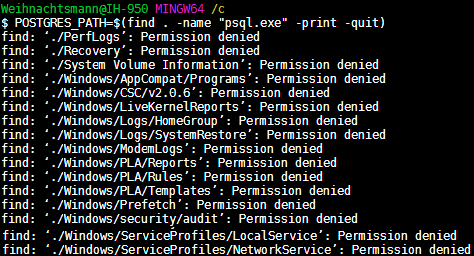 Weihnachtsmann@IH-950 MINGW64 /c
$ POSTGRES_PATH=$(find . -name "psql.exe" -print -quit)
find: ‘./PerfLogs’: Permission denied
find: ‘./Recovery’: Permission denied
find: ‘./System Volume Information’: Permission denied
find: ‘./Windows/AppCompat/Programs’: Permission denied
find: ‘./Windows/CSC/v2.0.6’: Permission denied
find: ‘./Windows/LiveKernelReports’: Permission denied
find: ‘./Windows/Logs/HomeGroup’: Permission denied
find: ‘./Windows/Logs/SystemRestore’: Permission denied
find: ‘./Windows/ModemLogs’: Permission denied
find: ‘./Windows/PLA/Reports’: Permission denied
find: ‘./Windows/PLA/Rules’: Permission denied
find: ‘./Windows/PLA/Templates’: Permission denied
find: ‘./Windows/Prefetch’: Permission denied
find: ‘./Windows/security/audit’: Permission denied
find: ‘./Windows/ServiceProfiles/LocalService’: Permission denied
find: ‘./Windows/ServiceProfiles/NetworkService’: Permission denied